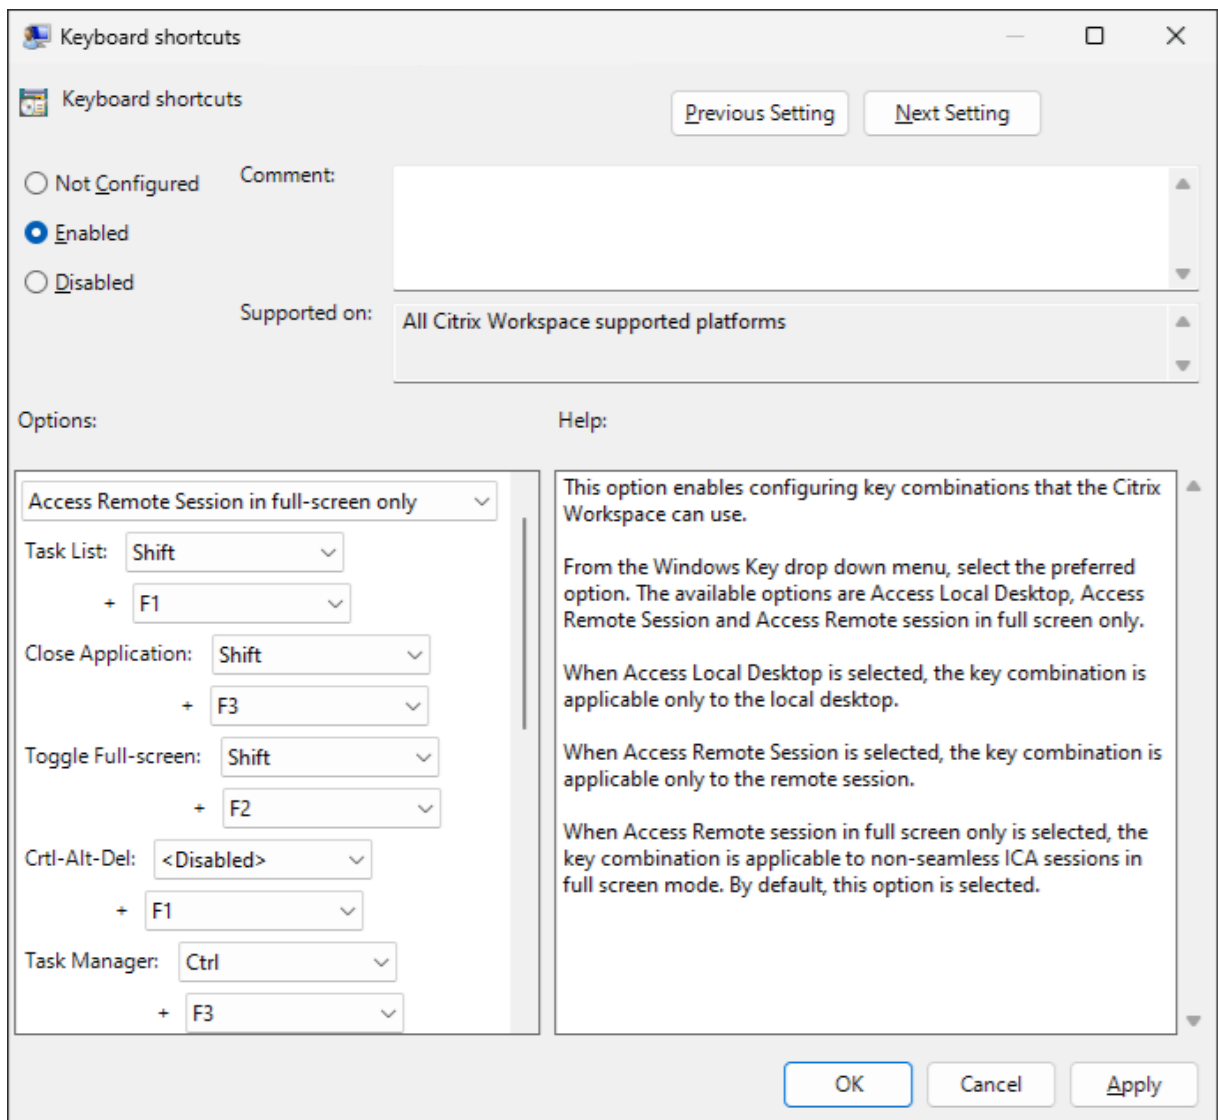 Keyboard shortcuts
Keyboard shortcuts
Previous Setting
Next Setting
Not Configured
Comment:
Enabled
Disabled
Supported on:
All Citrix Workspace supported platforms
Options:
Help:
Access Remote Session in full-screen only
Task List: Shift
+ F1
Close Application: Shift
+ F3
Toggle Full-screen: Shift
+ F2
Crtl-Alt-Del: <Disabled>
+ F1
Task Manager: Ctrl
+ F3
This option enables configuring key combinations that the Citrix
Workspace can use.
From the Windows Key drop down menu, select the preferred
option. The available options are Access Local Desktop, Access
Remote Session and Access Remote session in full screen only.
When Access Local Desktop is selected, the key combination is
applicable only to the local desktop.
When Access Remote Session is selected, the key combination is
applicable only to the remote session.
When Access Remote session in full screen only is selected, the
key combination is applicable to non-seamless ICA sessions in
full screen mode. By default, this option is selected.
OK
Cancel
Apply